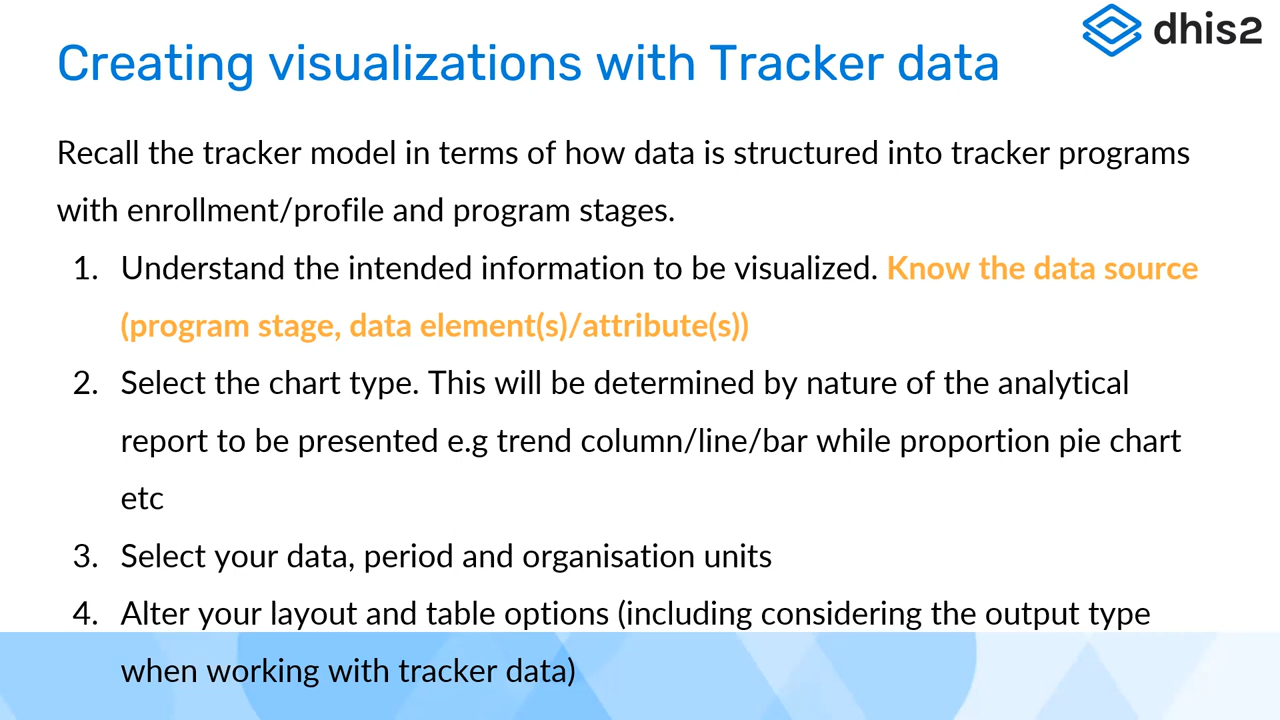 dhis2
Creating visualizations with Tracker data
Recall the tracker model in terms of how data is structured into tracker programs
with enrollment/profile and program stages.
1. Understand the intended information to be visualized. Know the data source
(program stage, data element(s)/attribute(s))
2. Select the chart type. This will be determined by nature of the analytical
report to be presented e.g trend column/line/bar while proportion pie chart
etc
3. Select your data, period and organisation units
4. Alter your layout and table options (including considering the output type
when working with tracker data)